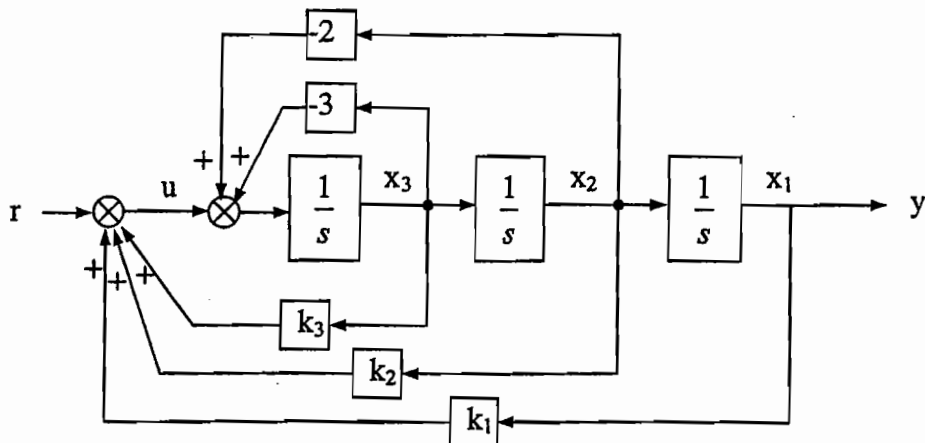 -2
-3
+ +
r u 1/s x₃ 1/s x₂ 1/s x₁ y
+ + +
k₃
k₂
k₁